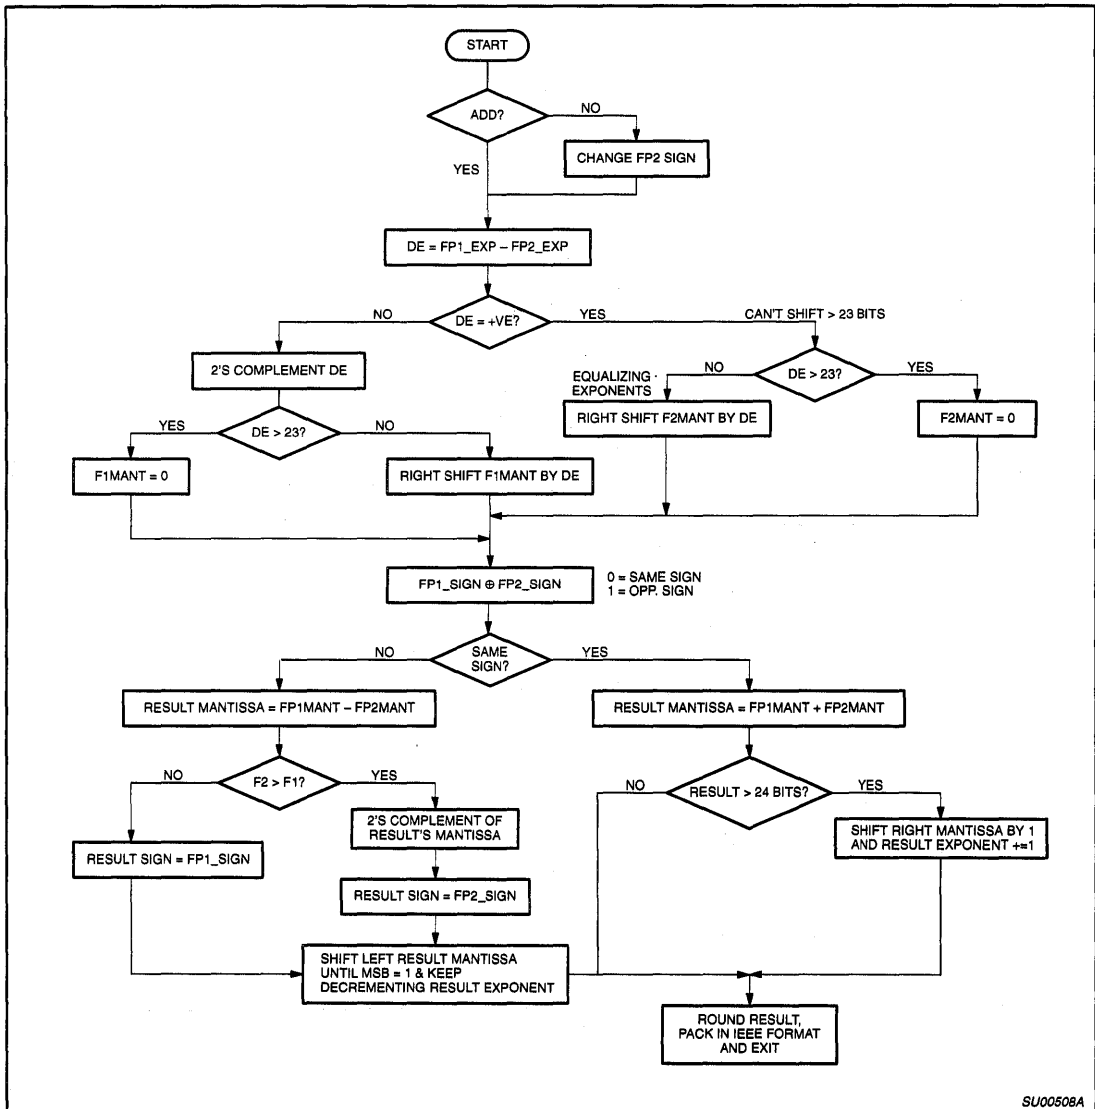 START
ADD?
NO
CHANGE FP2 SIGN
YES
DE = FP1_EXP – FP2_EXP
NO
DE = +VE?
YES
CAN'T SHIFT > 23 BITS
2'S COMPLEMENT DE
EQUALIZING
EXPONENTS
NO
DE > 23?
YES
YES
DE > 23?
NO
RIGHT SHIFT F2MANT BY DE
F2MANT = 0
F1MANT = 0
RIGHT SHIFT F1MANT BY DE
FP1_SIGN ⊕ FP2_SIGN
0 = SAME SIGN
1 = OPP. SIGN
NO
SAME
SIGN?
YES
RESULT MANTISSA = FP1MANT – FP2MANT
RESULT MANTISSA = FP1MANT + FP2MANT
NO
F2 > F1?
YES
NO
RESULT > 24 BITS?
YES
2'S COMPLEMENT OF
RESULT'S MANTISSA
SHIFT RIGHT MANTISSA BY 1
AND RESULT EXPONENT +=1
RESULT SIGN = FP1_SIGN
RESULT SIGN = FP2_SIGN
SHIFT LEFT RESULT MANTISSA
UNTIL MSB = 1 & KEEP
DECREMENTING RESULT EXPONENT
ROUND RESULT,
PACK IN IEEE FORMAT
AND EXIT
SU00508A